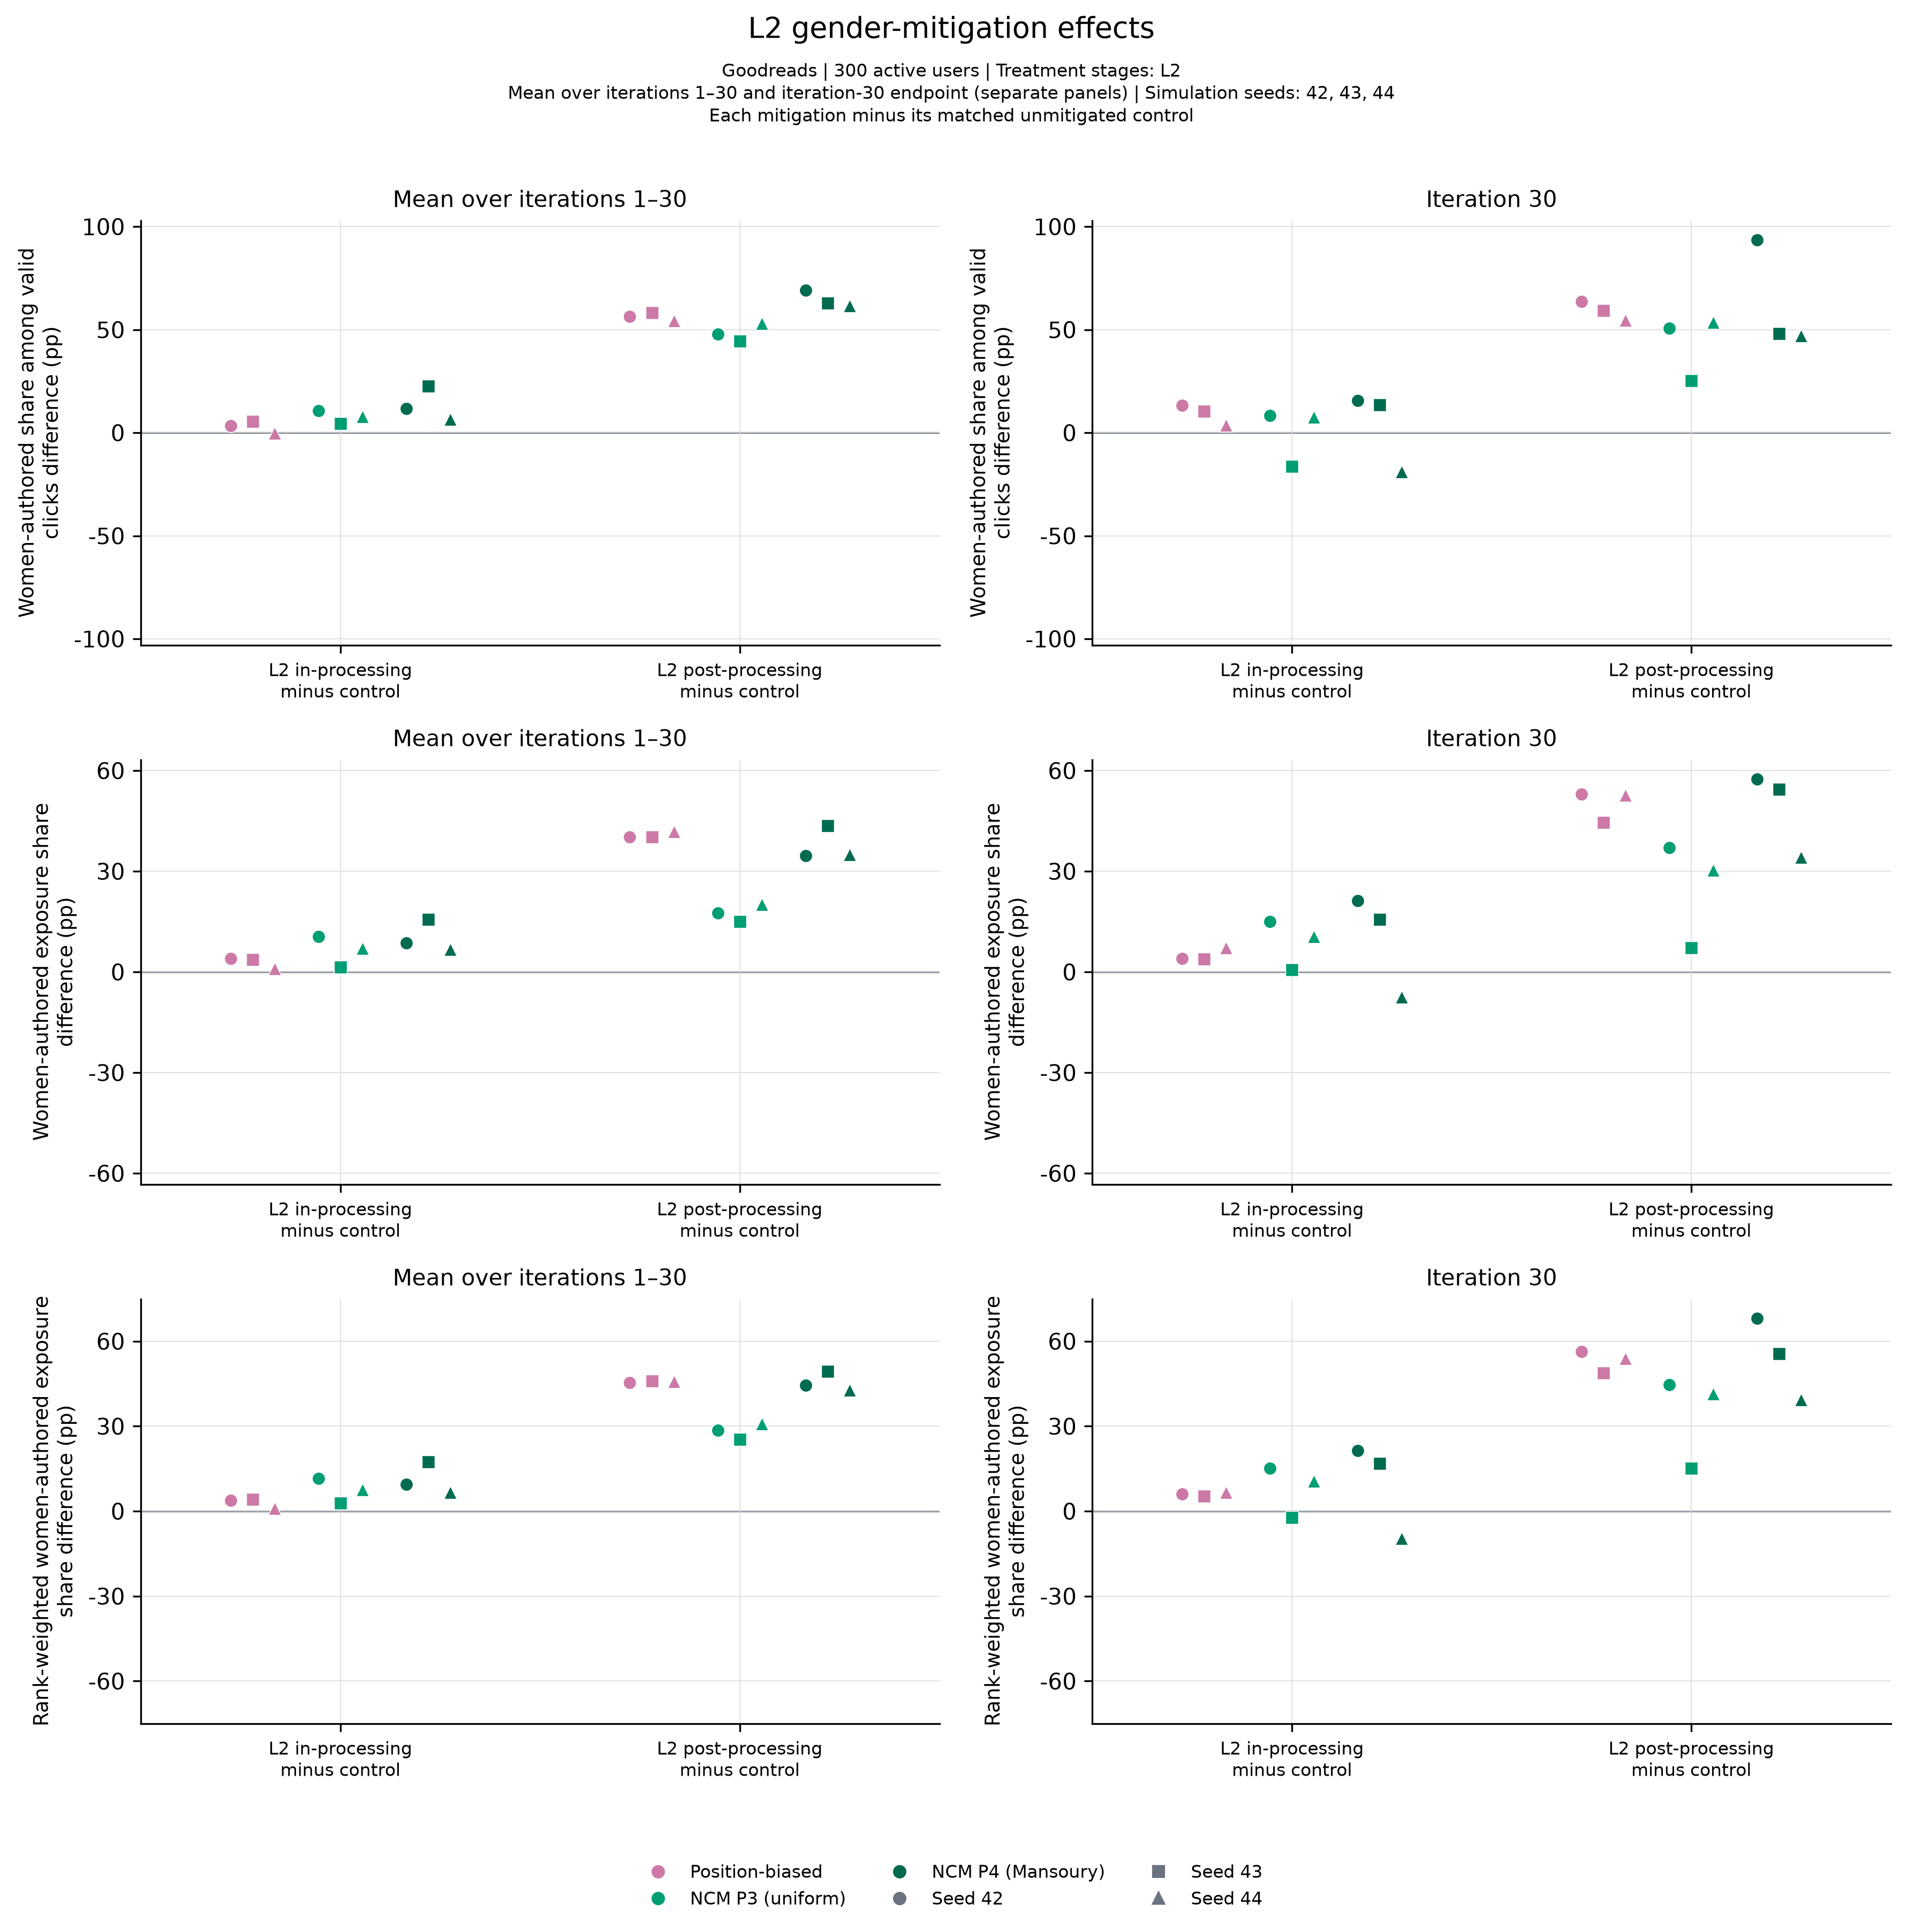 L2 gender-mitigation effects
Goodreads | 300 active users | Treatment stages: L2
Mean over iterations 1–30 and iteration-30 endpoint (separate panels) | Simulation seeds: 42, 43, 44
Each mitigation minus its matched unmitigated control
Mean over iterations 1–30
Women-authored share among valid
clicks difference (pp)
100
50
0
-50
-100
L2 in-processing
minus control
L2 post-processing
minus control
Iteration 30
Women-authored share among valid
clicks difference (pp)
100
50
0
-50
-100
L2 in-processing
minus control
L2 post-processing
minus control
Mean over iterations 1–30
Women-authored exposure share
difference (pp)
60
30
0
-30
-60
L2 in-processing
minus control
L2 post-processing
minus control
Iteration 30
Women-authored exposure share
difference (pp)
60
30
0
-30
-60
L2 in-processing
minus control
L2 post-processing
minus control
Mean over iterations 1–30
Rank-weighted women-authored exposure
share difference (pp)
60
30
0
-30
-60
L2 in-processing
minus control
L2 post-processing
minus control
Iteration 30
Rank-weighted women-authored exposure
share difference (pp)
60
30
0
-30
-60
L2 in-processing
minus control
L2 post-processing
minus control
Position-biased
NCM P3 (uniform)
NCM P4 (Mansoury)
Seed 42
Seed 43
Seed 44